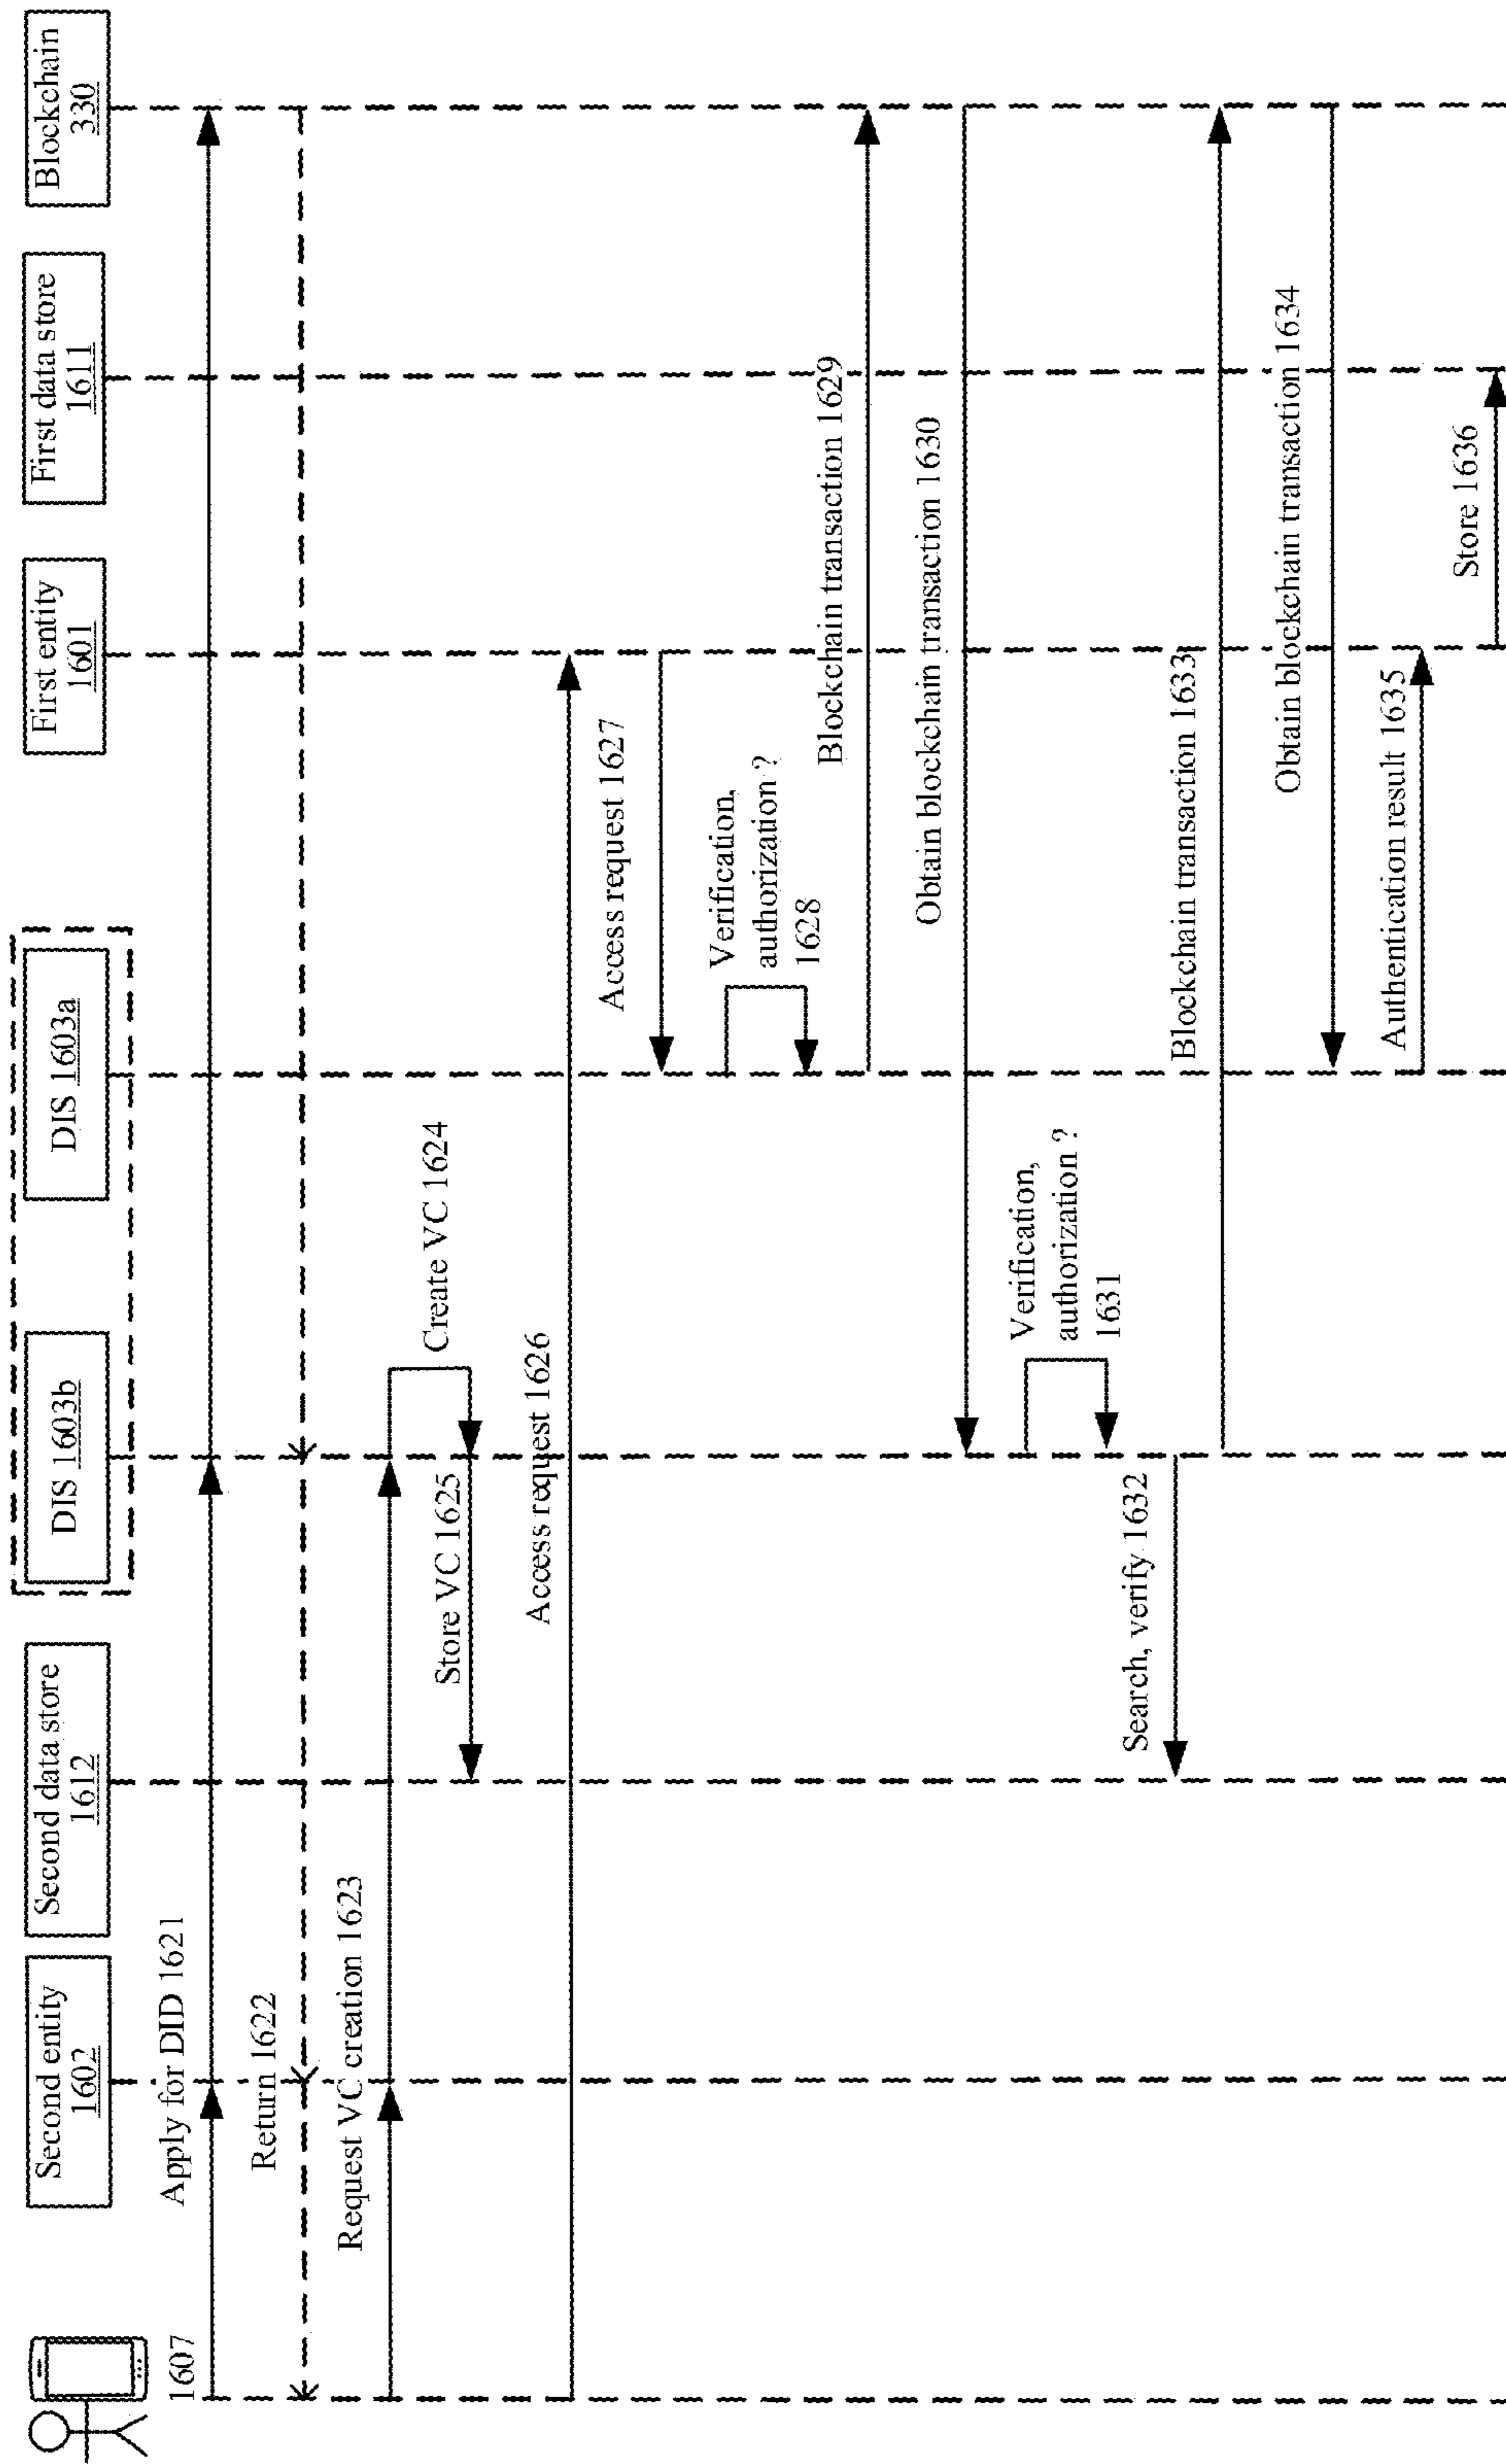 1607
Second entity
1602
Second data store
1612
DIS 1603b
DIS 1603a
First entity
1601
First data store
1611
Blockchain
330
Apply for DID 1621
Return 1622
Request VC creation 1623
Create VC 1624
Store VC 1625
Access request 1626
Access request 1627
Verification,
authorization ?
1628
Blockchain transaction 1629
Obtain blockchain transaction 1630
Verification,
authorization ?
1631
Search, verify 1632
Blockchain transaction 1633
Obtain blockchain transaction 1634
Authentication result 1635
Store 1636